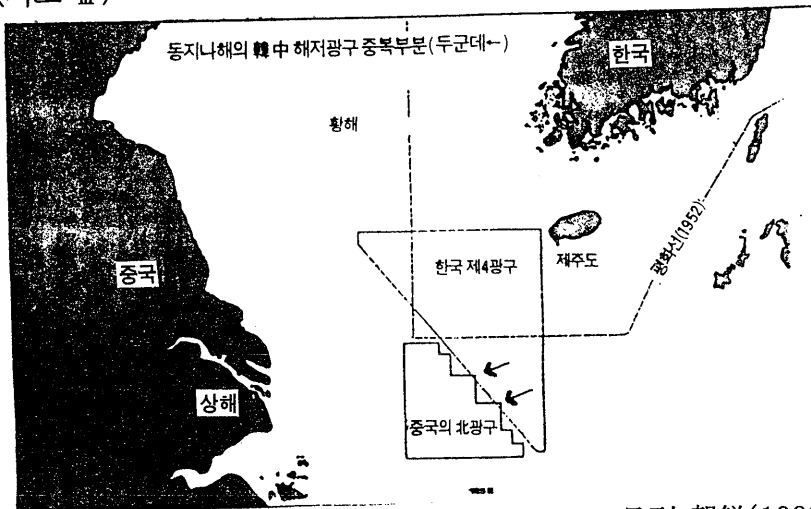 동지나해의 韓中 해저광구 중복부분(두군데←)
한국
황해
평화선(1952)
한국 제4광구
제주도
중국
상해
중국의 北광구